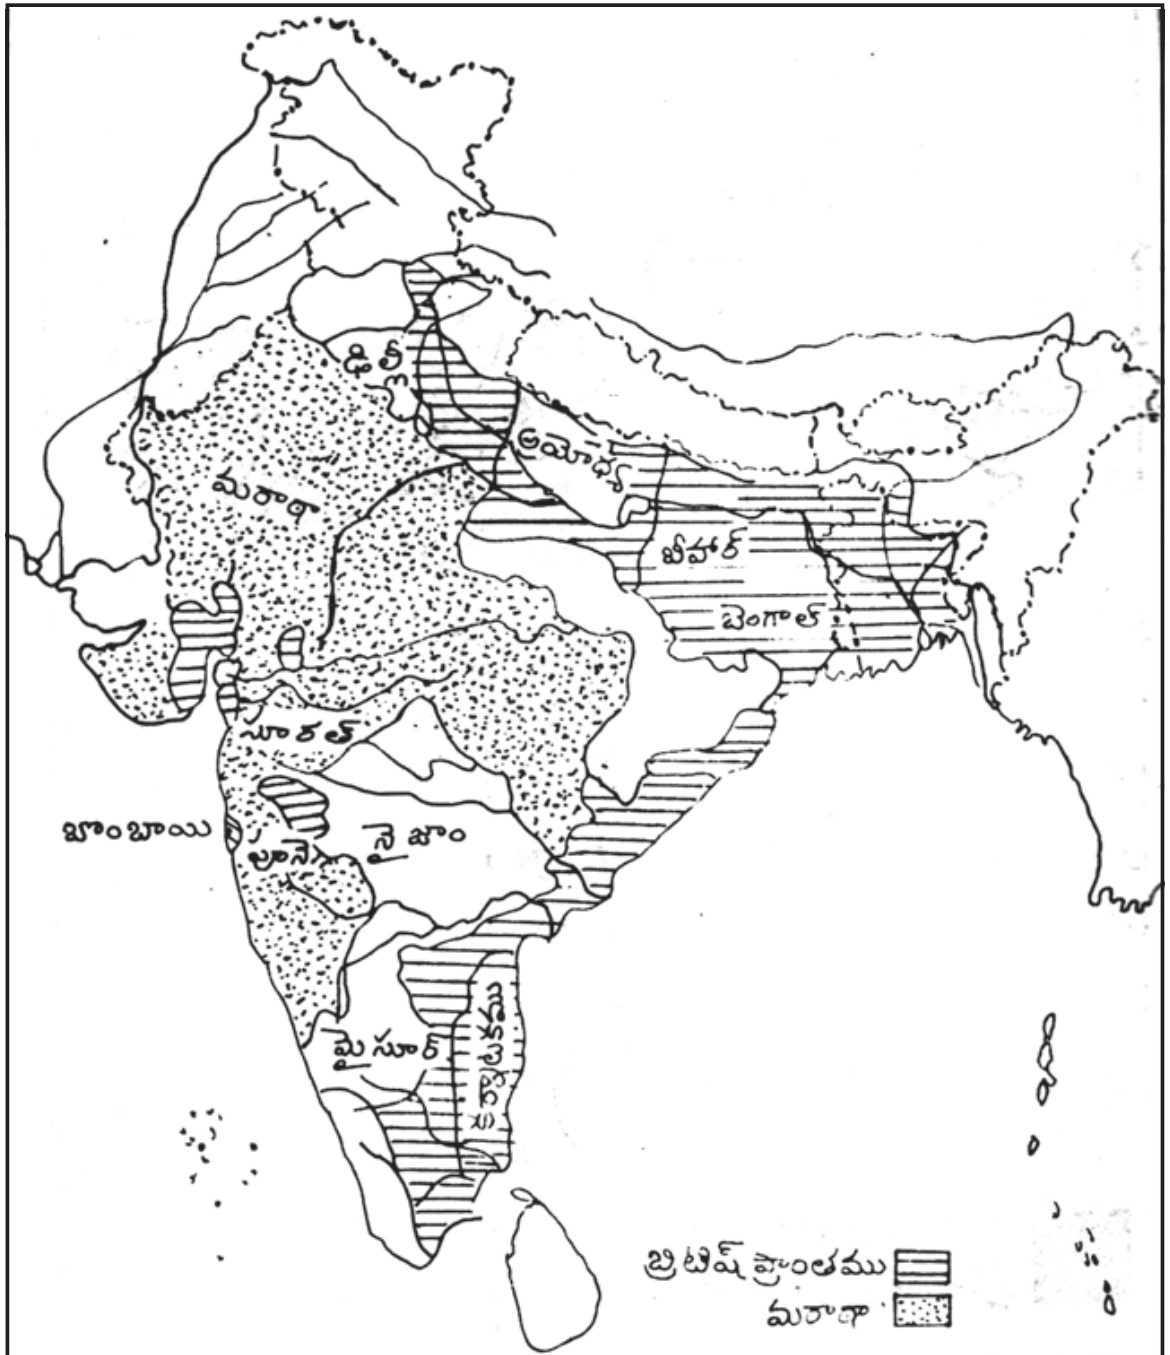 ఢిల్లీ
అయోధ్య
మరాఠా
బీహార్
బెంగాల్
సూరత్
బొంబాయి
పూనె
నైజాం
మైసూర్
కర్ణాటకము
బ్రిటిష్ ప్రాంతము
మరాఠా